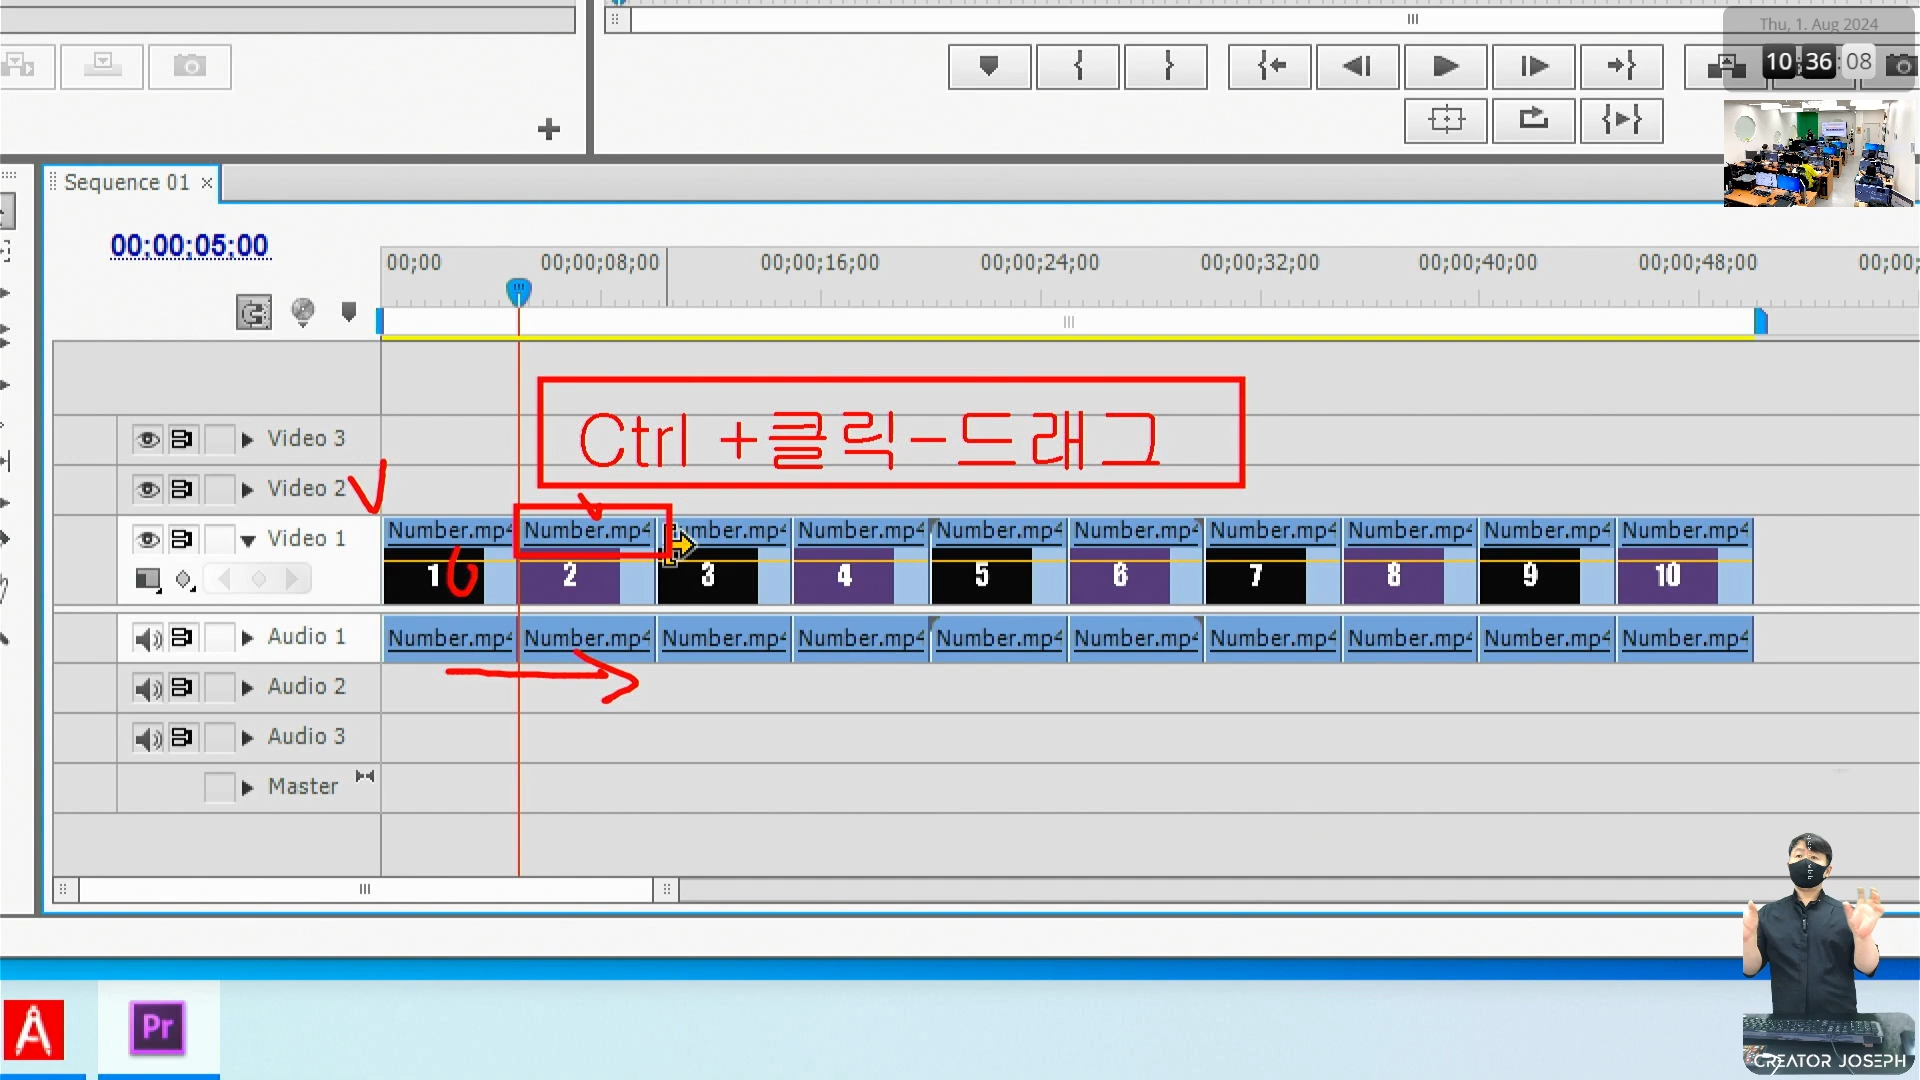 Thu, 1. Aug 2024
10:36:08
Sequence 01 ×
00;00;05;00
00;00 00;00;08;00 00;00;16;00 00;00;24;00 00;00;32;00 00;00;40;00 00;00;48;00 00;00;
Ctrl +클릭-드래그
Video 3
Video 2
Video 1
Number.mp4 Number.mp4 Number.mp4 Number.mp4 Number.mp4 Number.mp4 Number.mp4 Number.mp4 Number.mp4
1 2 3 4 5 6 7 8 9 10
Audio 1
Number.mp4 Number.mp4 Number.mp4 Number.mp4 Number.mp4 Number.mp4 Number.mp4 Number.mp4 Number.mp4 Number.mp4
Audio 2
Audio 3
Master
Pr
CREATOR JOSEPH